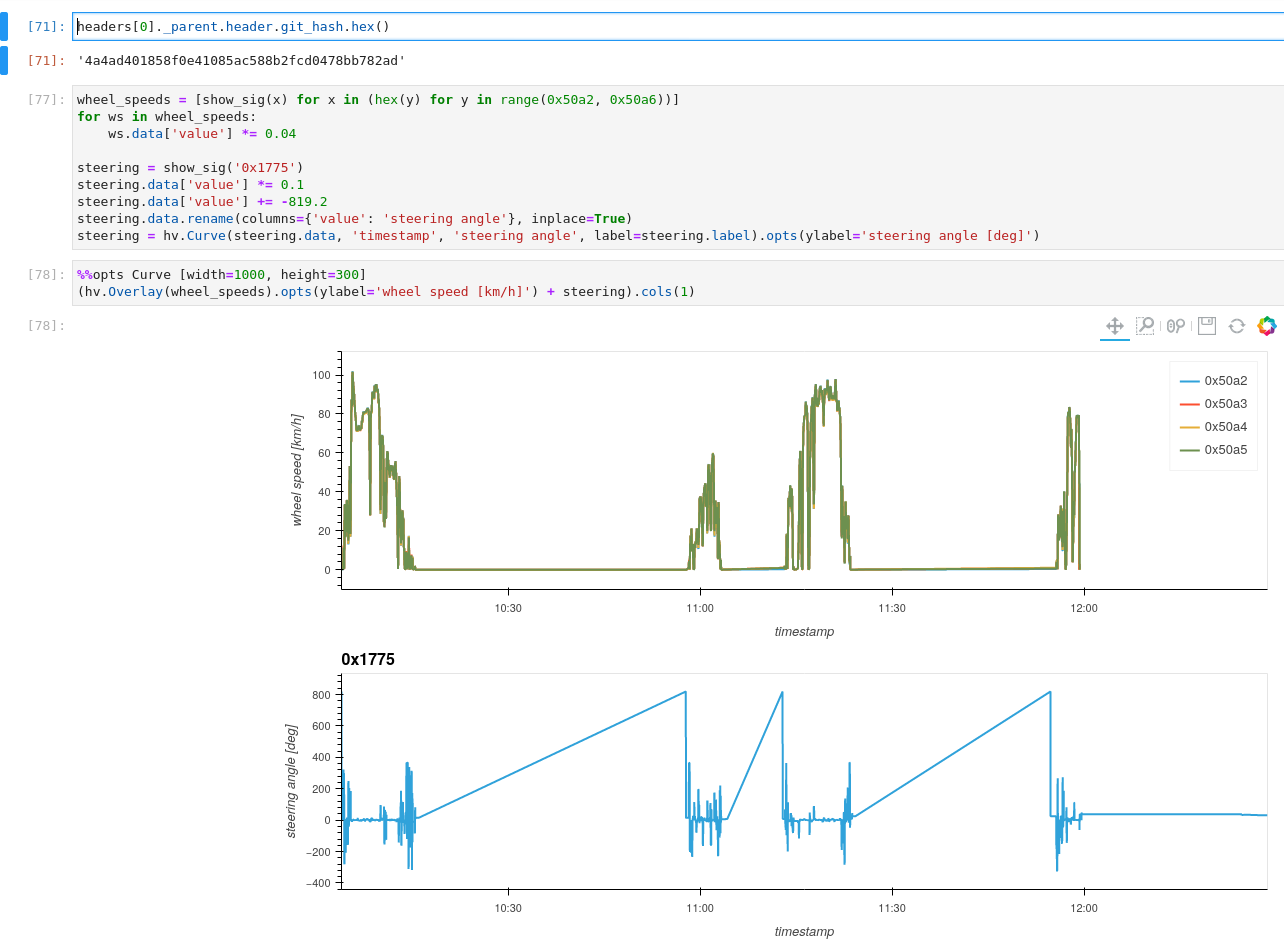 [71]: headers[0]._parent.header.git_hash.hex()
[71]: '4a4ad401858f0e41085ac588b2fcd0478bb782ad'
[77]: wheel_speeds = [show_sig(x) for x in (hex(y) for y in range(0x50a2, 0x50a6))]
for ws in wheel_speeds:
    ws.data['value'] *= 0.04
steering = show_sig('0x1775')
steering.data['value'] *= 0.1
steering.data['value'] += -819.2
steering.data.rename(columns={'value': 'steering angle'}, inplace=True)
steering = hv.Curve(steering.data, 'timestamp', 'steering angle', label=steering.label).opts(ylabel='steering angle [deg]')
[78]: %%opts Curve [width=1000, height=300]
(hv.Overlay(wheel_speeds).opts(ylabel='wheel speed [km/h]') + steering).cols(1)
[78]:
100
80
60
40
20
0
wheel speed [km/h]
0x50a2
0x50a3
0x50a4
0x50a5
10:30 11:00 11:30 12:00
timestamp
0x1775
800
600
400
200
0
−200
−400
steering angle [deg]
10:30 11:00 11:30 12:00
timestamp